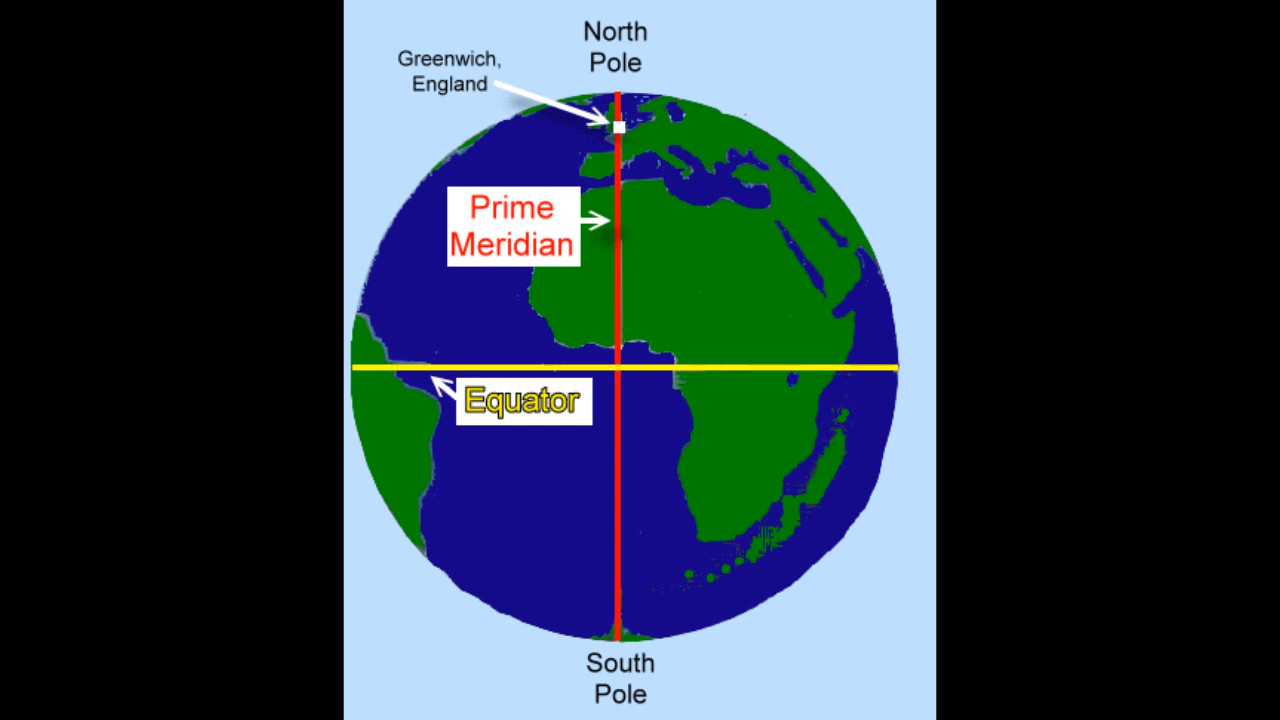 North
Pole
Greenwich,
England
Prime
Meridian
Equator
South
Pole